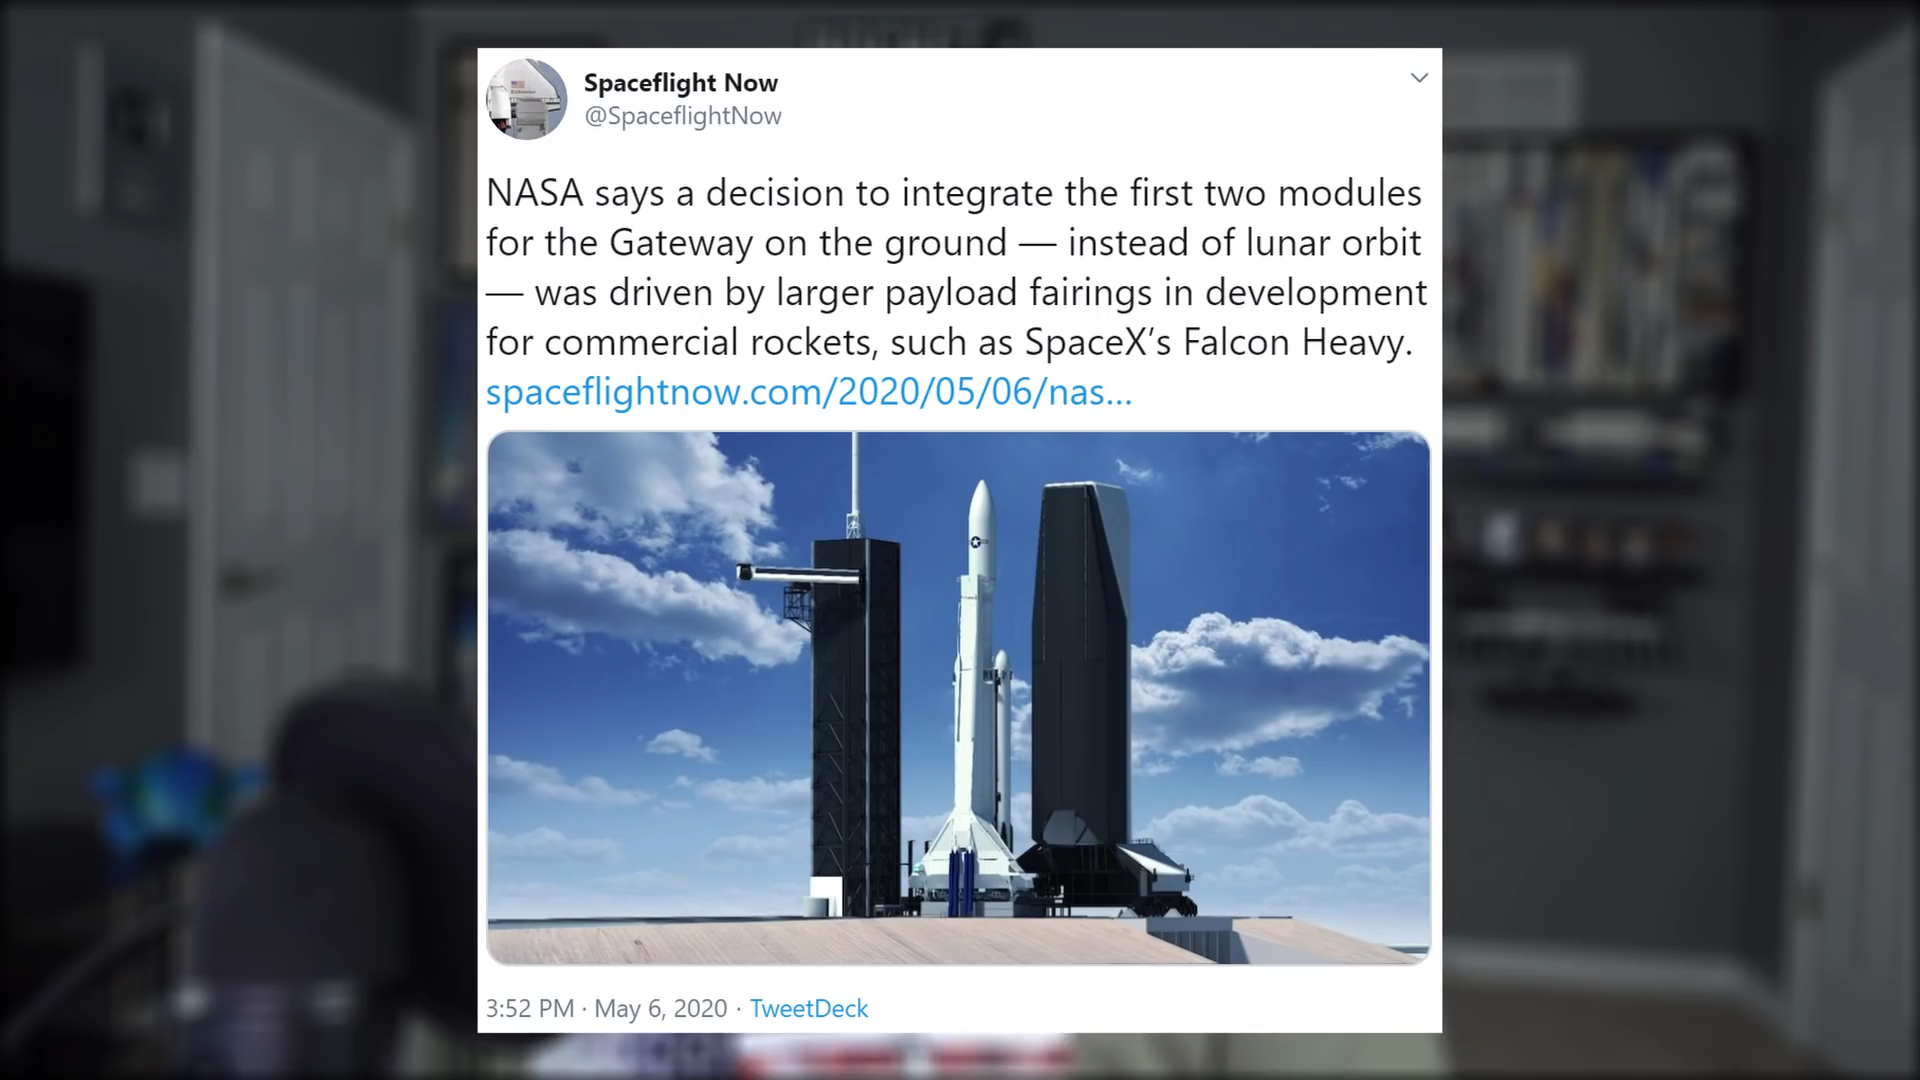 Spaceflight Now
@SpaceflightNow
NASA says a decision to integrate the first two modules
for the Gateway on the ground — instead of lunar orbit
— was driven by larger payload fairings in development
for commercial rockets, such as SpaceX’s Falcon Heavy.
spaceflightnow.com/2020/05/06/nas...
3:52 PM · May 6, 2020 · TweetDeck